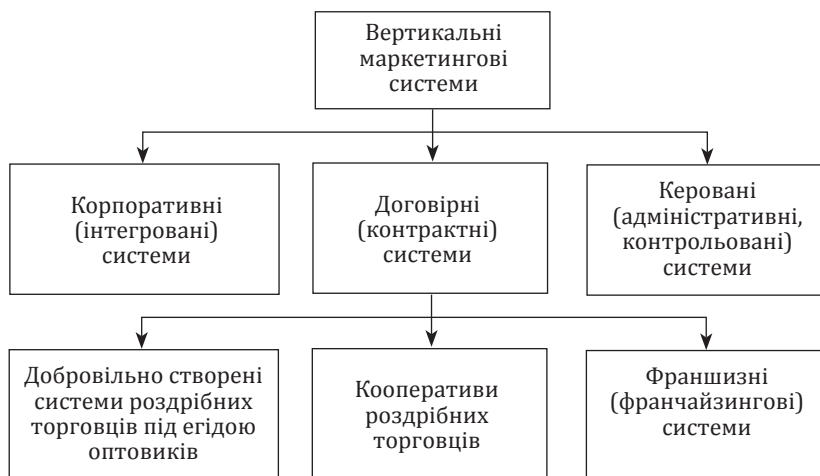 Вертикальні
маркетингові
системи
Корпоративні
(інтегровані)
системи
Договірні
(контрактні)
системи
Керовані
(адміністративні,
контрольовані)
системи
Добровільно створені
системи роздрібних
торговців під егідою
оптовиків
Кооперативи
роздрібних
торговців
Франшизні
(франчайзингові)
системи